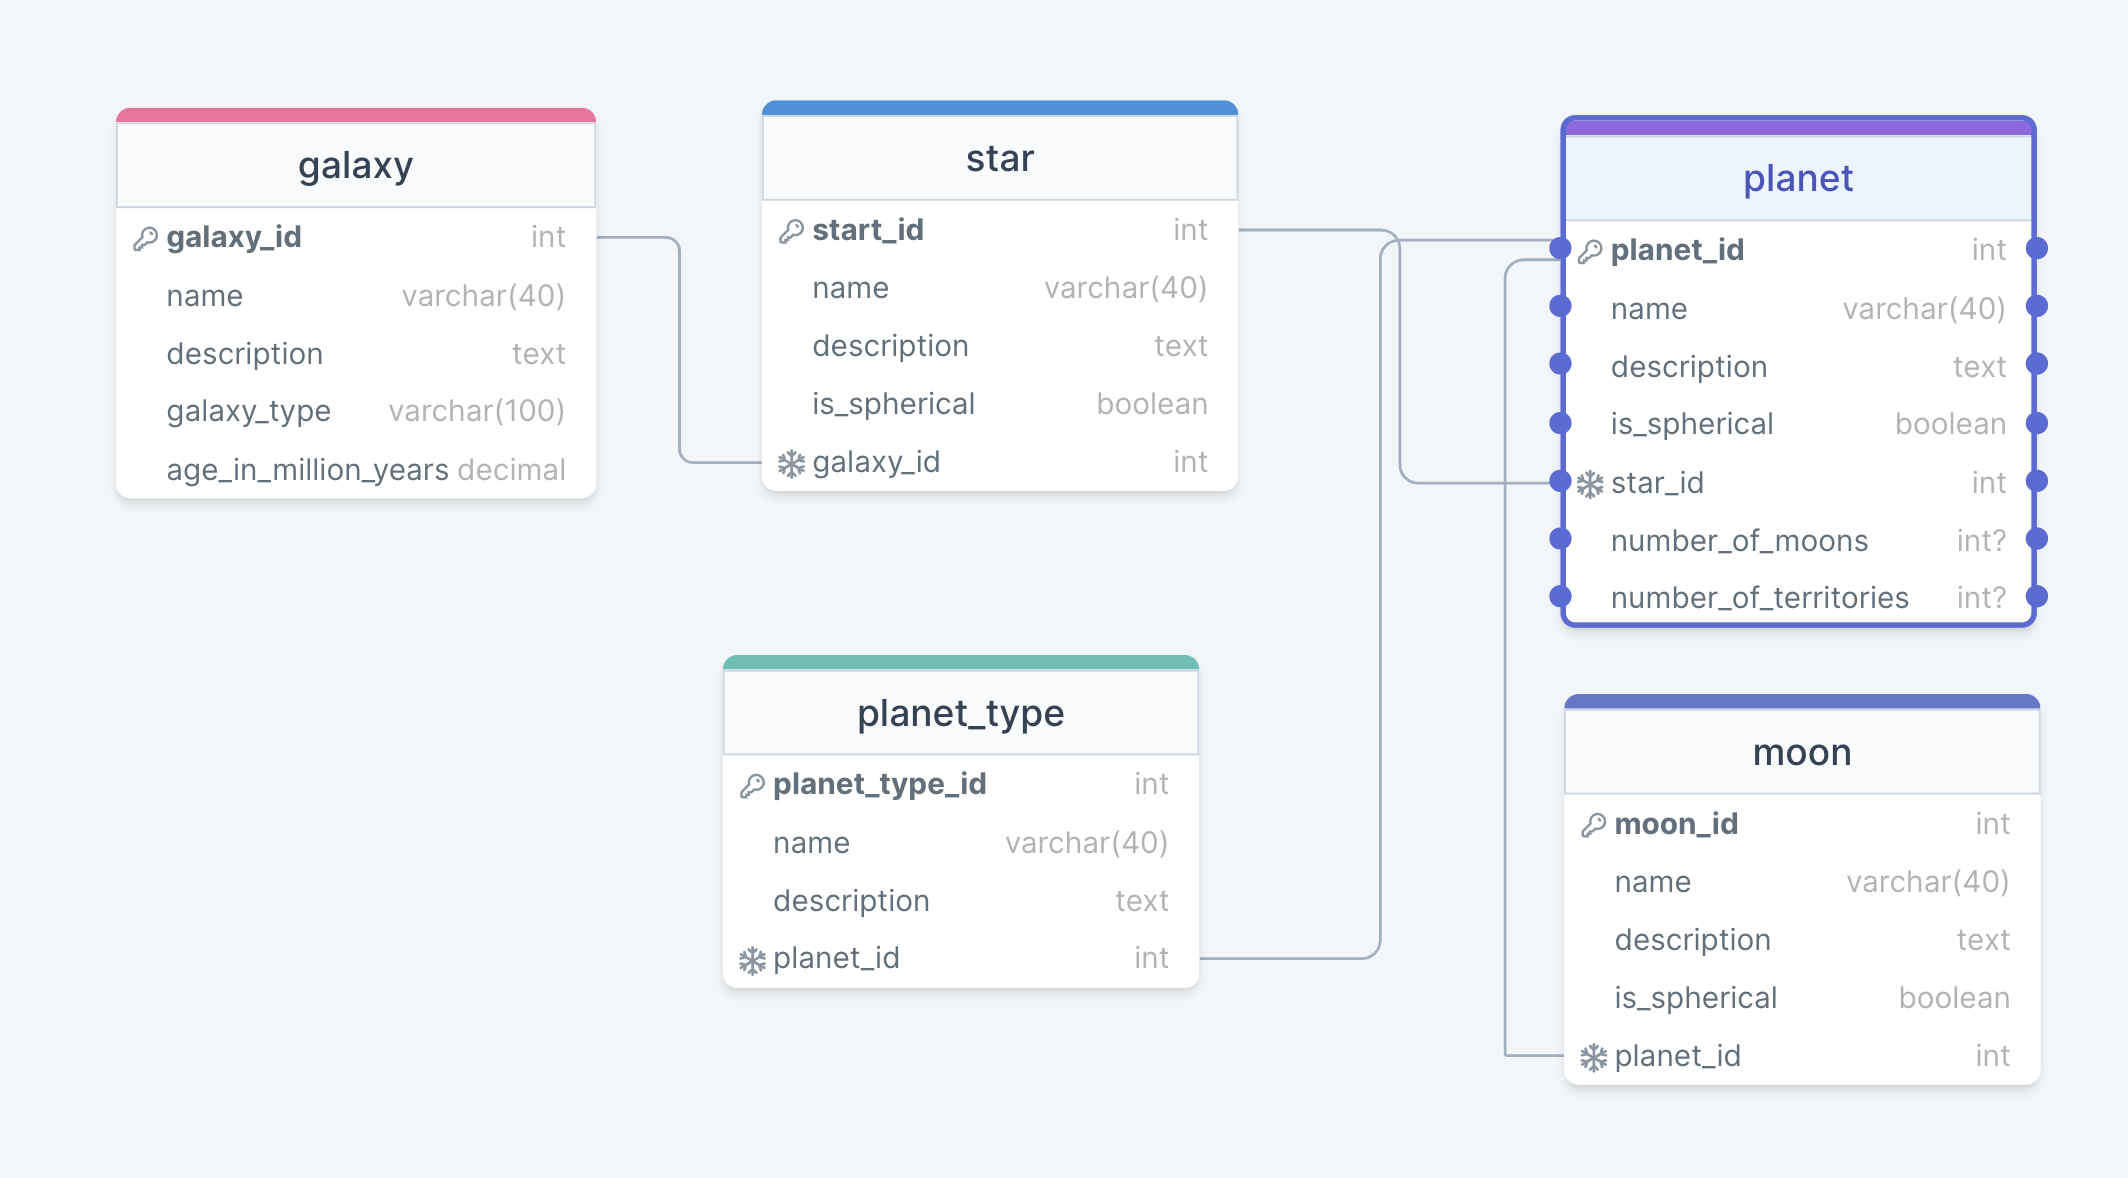 galaxy
galaxy_id int
name varchar(40)
description text
galaxy_type varchar(100)
age_in_million_years decimal
star
start_id int
name varchar(40)
description text
is_spherical boolean
galaxy_id int
planet
planet_id int
name varchar(40)
description text
is_spherical boolean
star_id int
number_of_moons int?
number_of_territories int?
planet_type
planet_type_id int
name varchar(40)
description text
planet_id int
moon
moon_id int
name varchar(40)
description text
is_spherical boolean
planet_id int